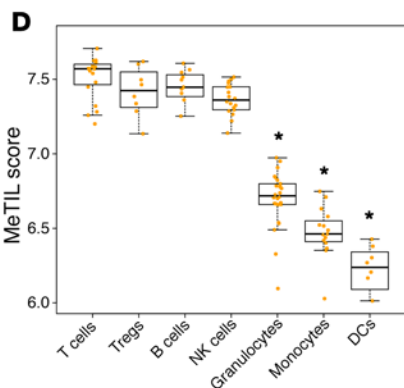 D
MeTIL score
7.5
7.0
6.5
6.0
* * *
T cells
Tregs
B cells
NK cells
Granulocytes
Monocytes
DCs